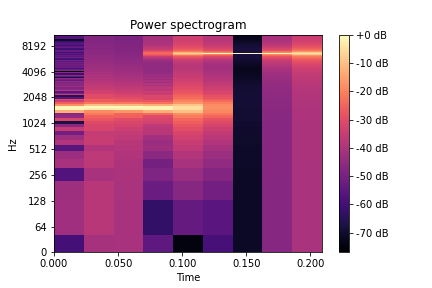 Power spectrogram
8192
4096
2048
1024
512
256
128
64
0
Hz
0.000 0.050 0.100 0.150 0.200
Time
+0 dB
-10 dB
-20 dB
-30 dB
-40 dB
-50 dB
-60 dB
-70 dB